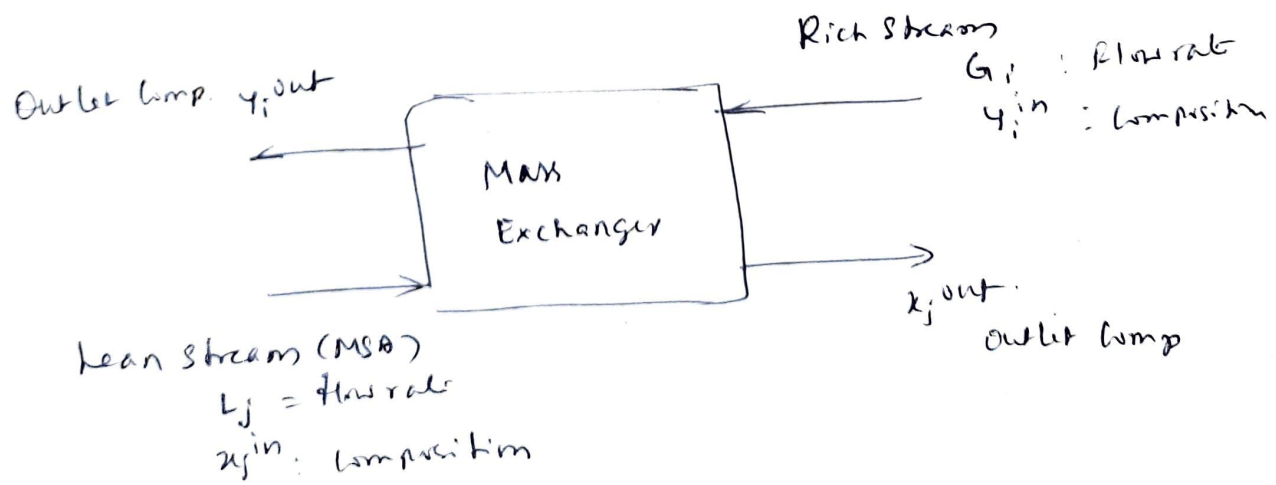 Rich Stream
Gi : Flowrate
yi^in : Composition
Outlet Comp. yi^out
Mass
Exchanger
xj^out.
Outlet Comp
Lean Stream (MSA)
Lj = flowrate
xj^in : Composition